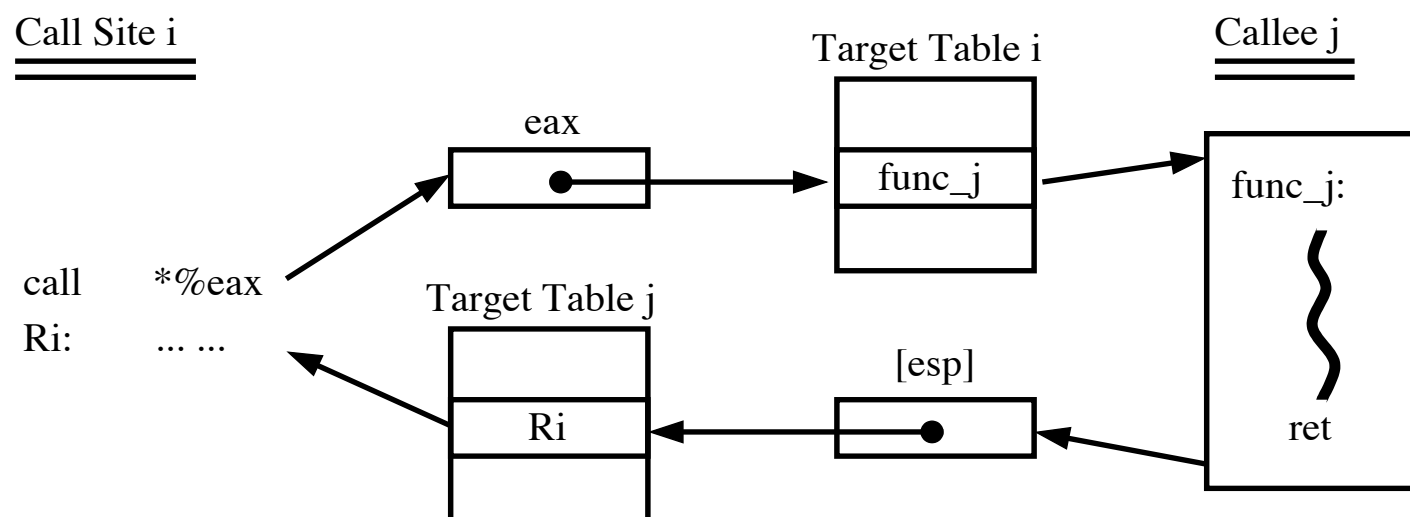 Call Site i
Target Table i
Callee j
eax
func_j
func_j:
call *%eax
Target Table j
Ri: ... ...
[esp]
Ri
ret